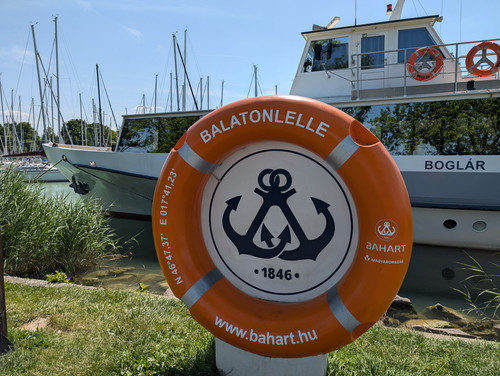 BALATONLELLE
N 46°47,37' E 017°41,23'
• 1846 •
BAHART
www.bahart.hu
BOGLÁR